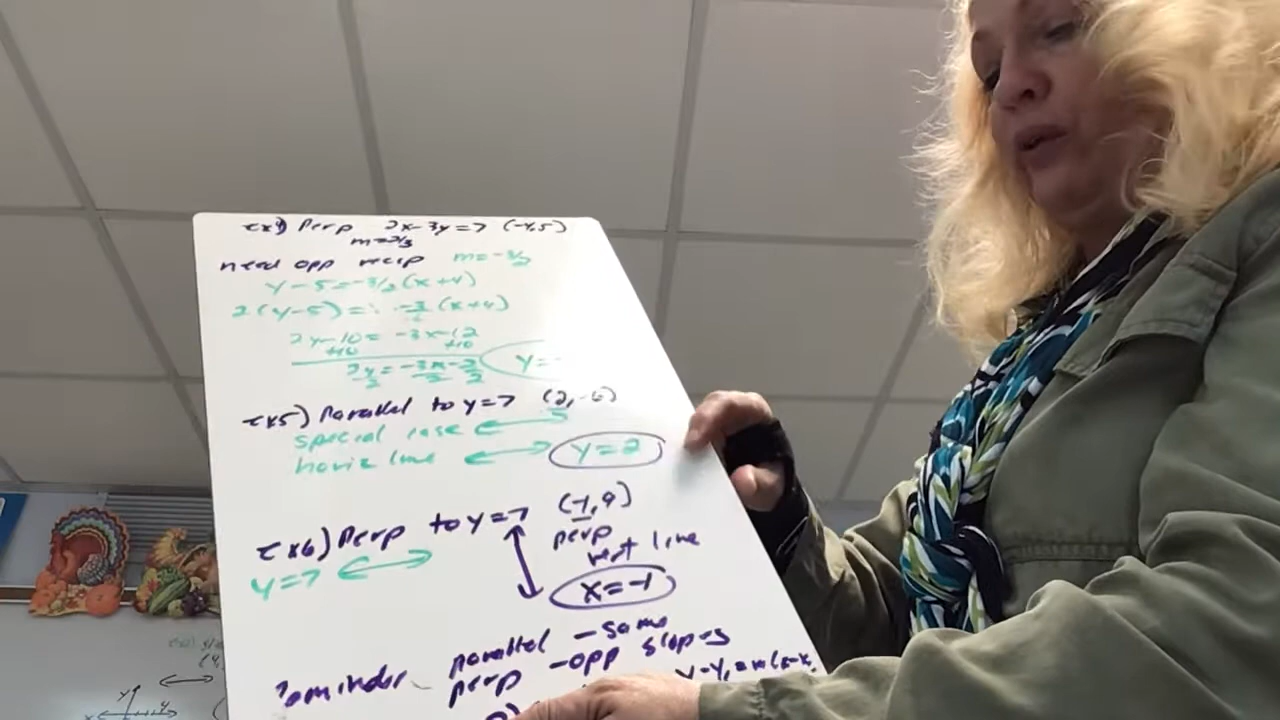 Ex4) Perp 2x-3y=7 (-4,5)
m=2/3
need opp recip m=-3/2
y-5=-3/2(x+4)
2(y-5)= -3/2(x+4)
2y-10=-3x-12
+10 +10
2y=-3x-2
2 2 2
y=-
Ex5) Parallel to y=7 (2,-6)
special case
horiz line y=2
Ex6) Perp to y=7 (-1,9)
y=7 perp
vert line
x=-1
Reminder parallel - same
perp - opp slopes
y-y₁=m(x-x